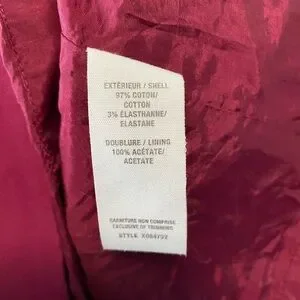 EXTÉRIEUR / SHELL
97% COTON/
COTTON
3% ÉLASTHANNE/
ELASTANE
DOUBLURE / LINING
100% ACÉTATE/
ACETATE
GARNITURE NON COMPRISE
EXCLUSIVE OF TRIMMING
STYLE